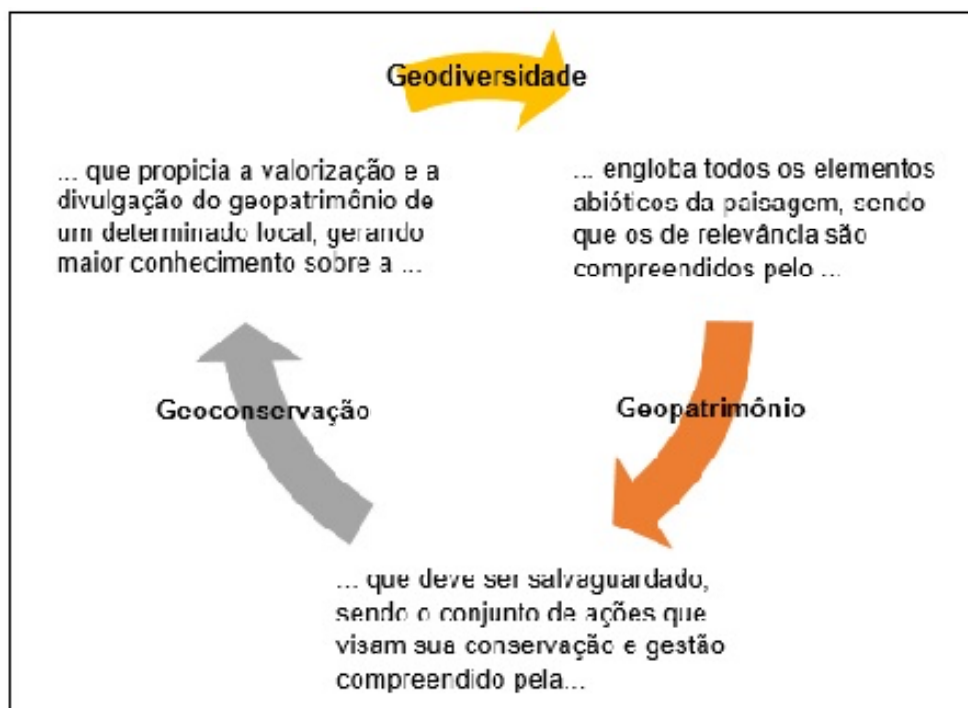 Geodiversidade
... que propicia a valorização e a
divulgação do geopatrimônio de
um determinado local, gerando
maior conhecimento sobre a ...
... engloba todos os elementos
abióticos da paisagem, sendo
que os de relevância são
compreendidos pelo ...
Geoconservação
Geopatrimônio
... que deve ser salvaguardado,
sendo o conjunto de ações que
visam sua conservação e gestão
compreendido pela...